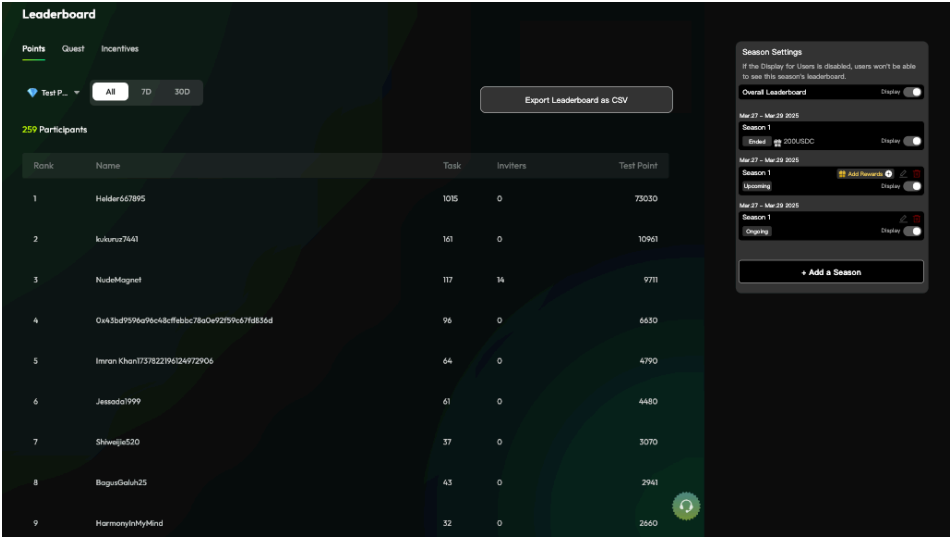 Leaderboard
Points Quest Incentives
Test P... All 7D 30D
Export Leaderboard as CSV
259 Participants
Rank Name Task Inviters Test Point
1 Helder667895 1015 0 73030
2 kukuruz7441 161 0 10961
3 NudeMagnet 117 14 9711
4 0x43bd9596a96c48cffebbc78a0e92f59c67fd836d 96 0 6630
5 Imran Khan1737822196124972906 64 0 4790
6 Jessada1999 61 0 4480
7 Shiweijie520 37 0 3070
8 BagusGaluh25 43 0 2941
9 HarmonyInMyMind 32 0 2660
Season Settings
If the Display for Users is disabled, users won't be able
to see this season's leaderboard.
Overall Leaderboard Display
Mar.27 - Mar.29 2025
Season 1
Ended 200USDC Display
Mar.27 - Mar.29 2025
Season 1 Add Rewards
Upcoming Display
Mar.27 - Mar.29 2025
Season 1
Ongoing Display
+ Add a Season